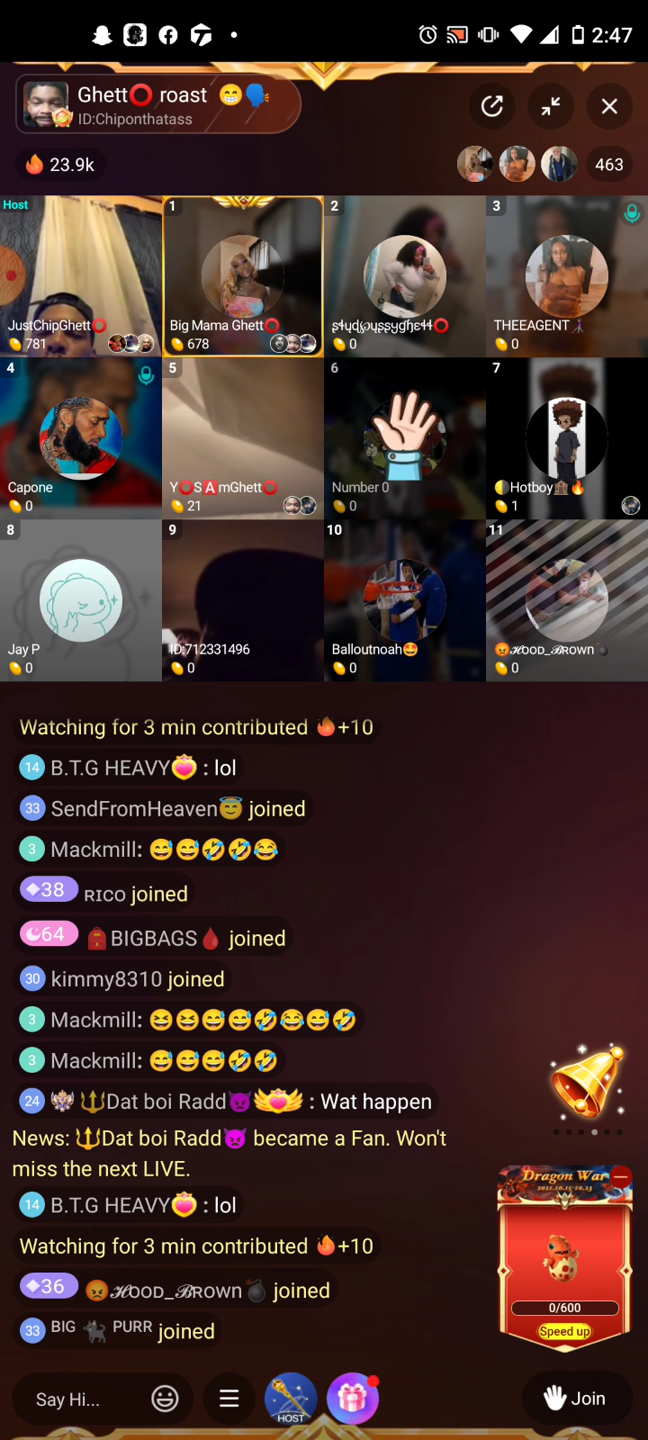 2:47
Ghett⭕ roast 😁🗣️
ID:Chiponthatass
🔥 23.9k
463
Host
JustChipGhett⭕
781
1
Big Mama Ghett⭕
678
2
0
3
THEEAGENT
0
4
Capone
0
5
Y⭕S🅰️mGhett⭕
21
6
Number 0
0
7
Hotboy🏚️🔥
1
8
Jay P
0
9
ID:712331496
0
10
Balloutnoah🤩
0
11
😡ℋOOD_ℬROWN💣
0
Watching for 3 min contributed 🔥+10
14 B.T.G HEAVY💖 : lol
33 SendFromHeaven😇 joined
3 Mackmill: 😅😅🤣🤣😂
38 RICO joined
64 🎒BIGBAGS🩸 joined
30 kimmy8310 joined
3 Mackmill: 😆😆😅😅🤣😂😅🤣
3 Mackmill: 😅😅😅🤣🤣
24 🔱Dat boi Radd😈 : Wat happen
News: 🔱Dat boi Radd😈 became a Fan. Won't
miss the next LIVE.
14 B.T.G HEAVY💖 : lol
Watching for 3 min contributed 🔥+10
36 😡ℋOOD_ℬROWN💣 joined
33 BIG 🐈‍⬛ PURR joined
Dragon War
2021.10.15-10.23
0/600
Speed up
Say Hi...
HOST
Join